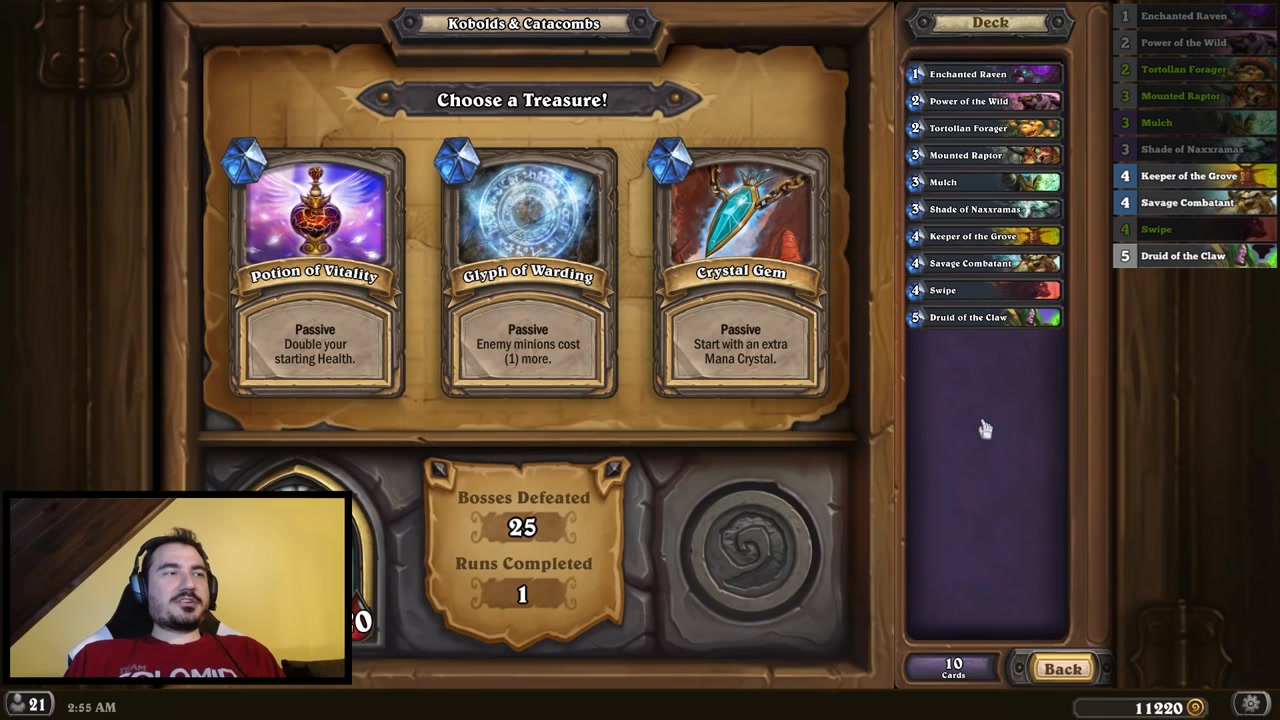 Kobolds & Catacombs
Choose a Treasure!
Potion of Vitality
Passive
Double your
starting Health.
Glyph of Warding
Passive
Enemy minions cost
(1) more.
Crystal Gem
Passive
Start with an extra
Mana Crystal.
Bosses Defeated
25
Runs Completed
1
Deck
1 Enchanted Raven
2 Power of the Wild
2 Tortollan Forager
3 Mounted Raptor
3 Mulch
3 Shade of Naxxramas
4 Keeper of the Grove
4 Savage Combatant
4 Swipe
5 Druid of the Claw
10
Cards
Back
1 Enchanted Raven
2 Power of the Wild
2 Tortollan Forager
3 Mounted Raptor
3 Mulch
3 Shade of Naxxramas
4 Keeper of the Grove
4 Savage Combatant
4 Swipe
5 Druid of the Claw
TEAM
21
2:55 AM
11220